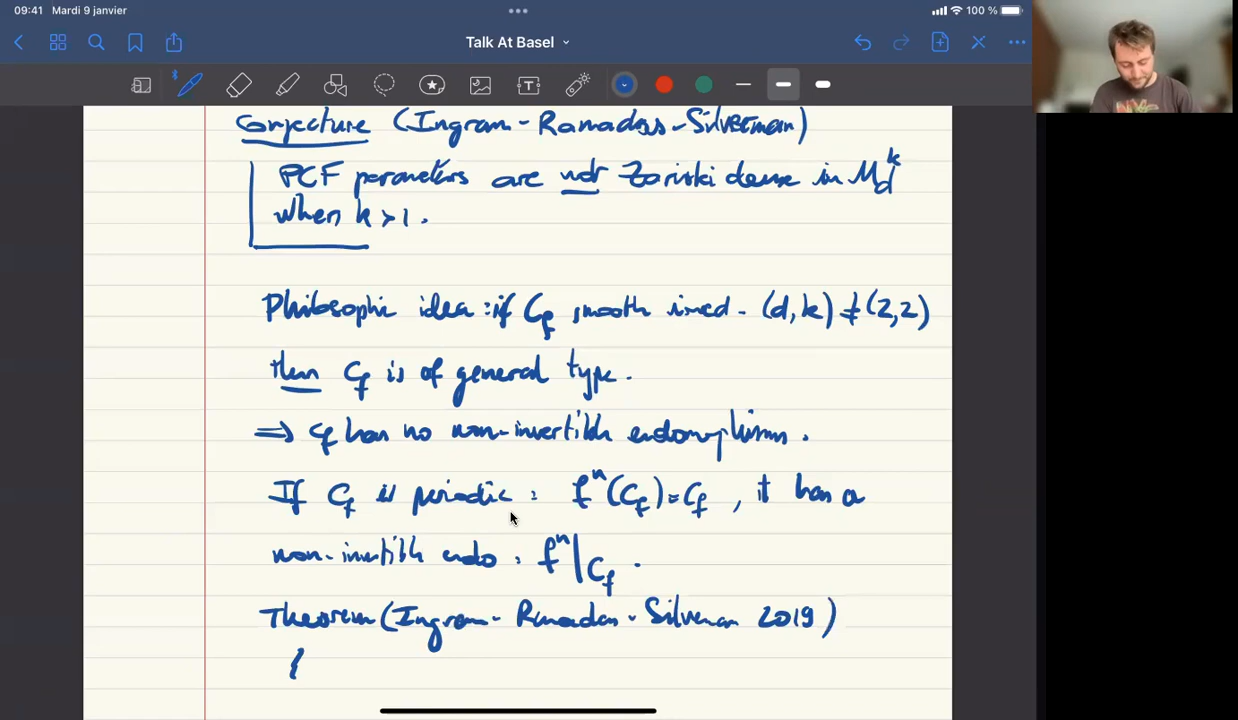 09:41 Mardi 9 janvier
100 %
Talk At Basel
Conjecture (Ingram-Ramadas-Silverman)
PCF parameters are not Zariski dense in M_d^k
when k > 1.
Philosophic idea : if C_f smooth irred - (d,k) ≠ (2,2)
then C_f is of general type.
⇒ C_f has no non-invertible endomorphisms.
If C_f is periodic : f^n(C_f) = C_f , it has a
non-invertible endo : f^n|_{C_f} .
Theorem (Ingram-Ramadas-Silverman 2019)